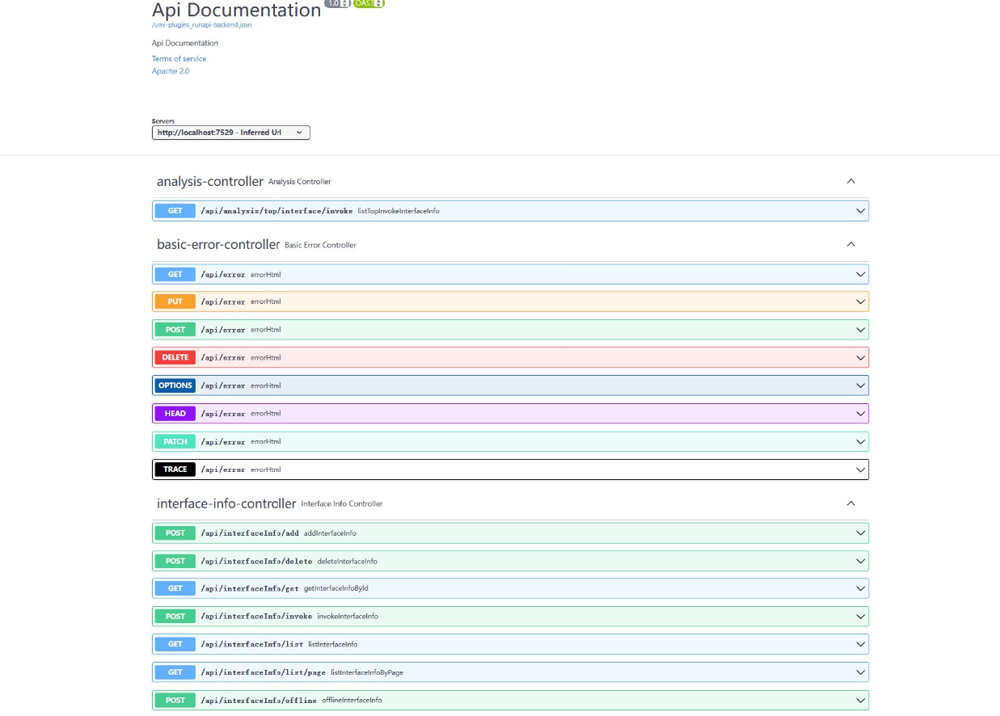 Api Documentation 1.0 OAS3
/umi-plugins_runapi-backend.json
Api Documentation
Terms of service
Apache 2.0
Servers
http://localhost:7529 - Inferred Url
analysis-controller Analysis Controller
GET /api/analysis/top/interface/invoke listTopInvokeInterfaceInfo
basic-error-controller Basic Error Controller
GET /api/error errorHtml
PUT /api/error errorHtml
POST /api/error errorHtml
DELETE /api/error errorHtml
OPTIONS /api/error errorHtml
HEAD /api/error errorHtml
PATCH /api/error errorHtml
TRACE /api/error errorHtml
interface-info-controller Interface Info Controller
POST /api/interfaceInfo/add addInterfaceInfo
POST /api/interfaceInfo/delete deleteInterfaceInfo
GET /api/interfaceInfo/get getInterfaceInfoById
POST /api/interfaceInfo/invoke invokeInterfaceInfo
GET /api/interfaceInfo/list listInterfaceInfo
GET /api/interfaceInfo/list/page listInterfaceInfoByPage
POST /api/interfaceInfo/offline offlineInterfaceInfo